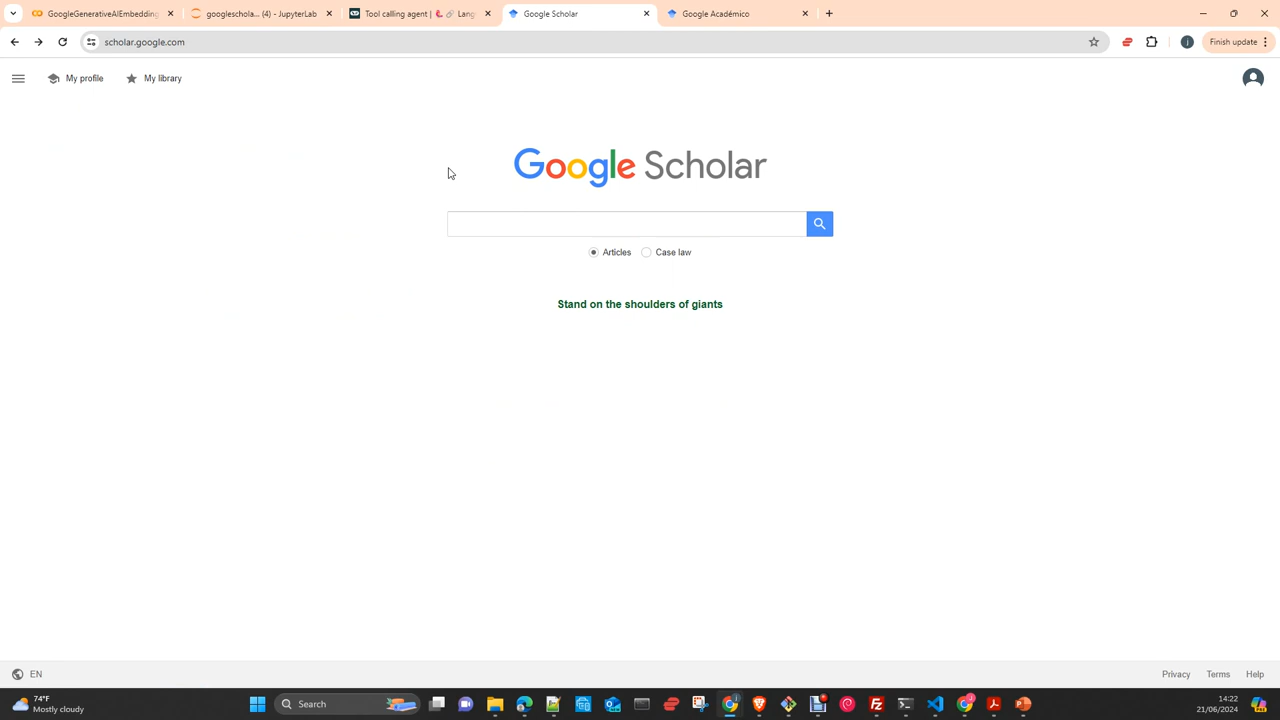 GoogleGenerativeAIEmbedding
googleschola... (4) - JupyterLab
Tool calling agent | 🦜🔗 Lang
Google Scholar
Google Académico
scholar.google.com
Finish update
My profile
My library
Google Scholar
Articles
Case law
Stand on the shoulders of giants
EN
Privacy
Terms
Help
74°F
Mostly cloudy
Search
14:22
21/06/2024